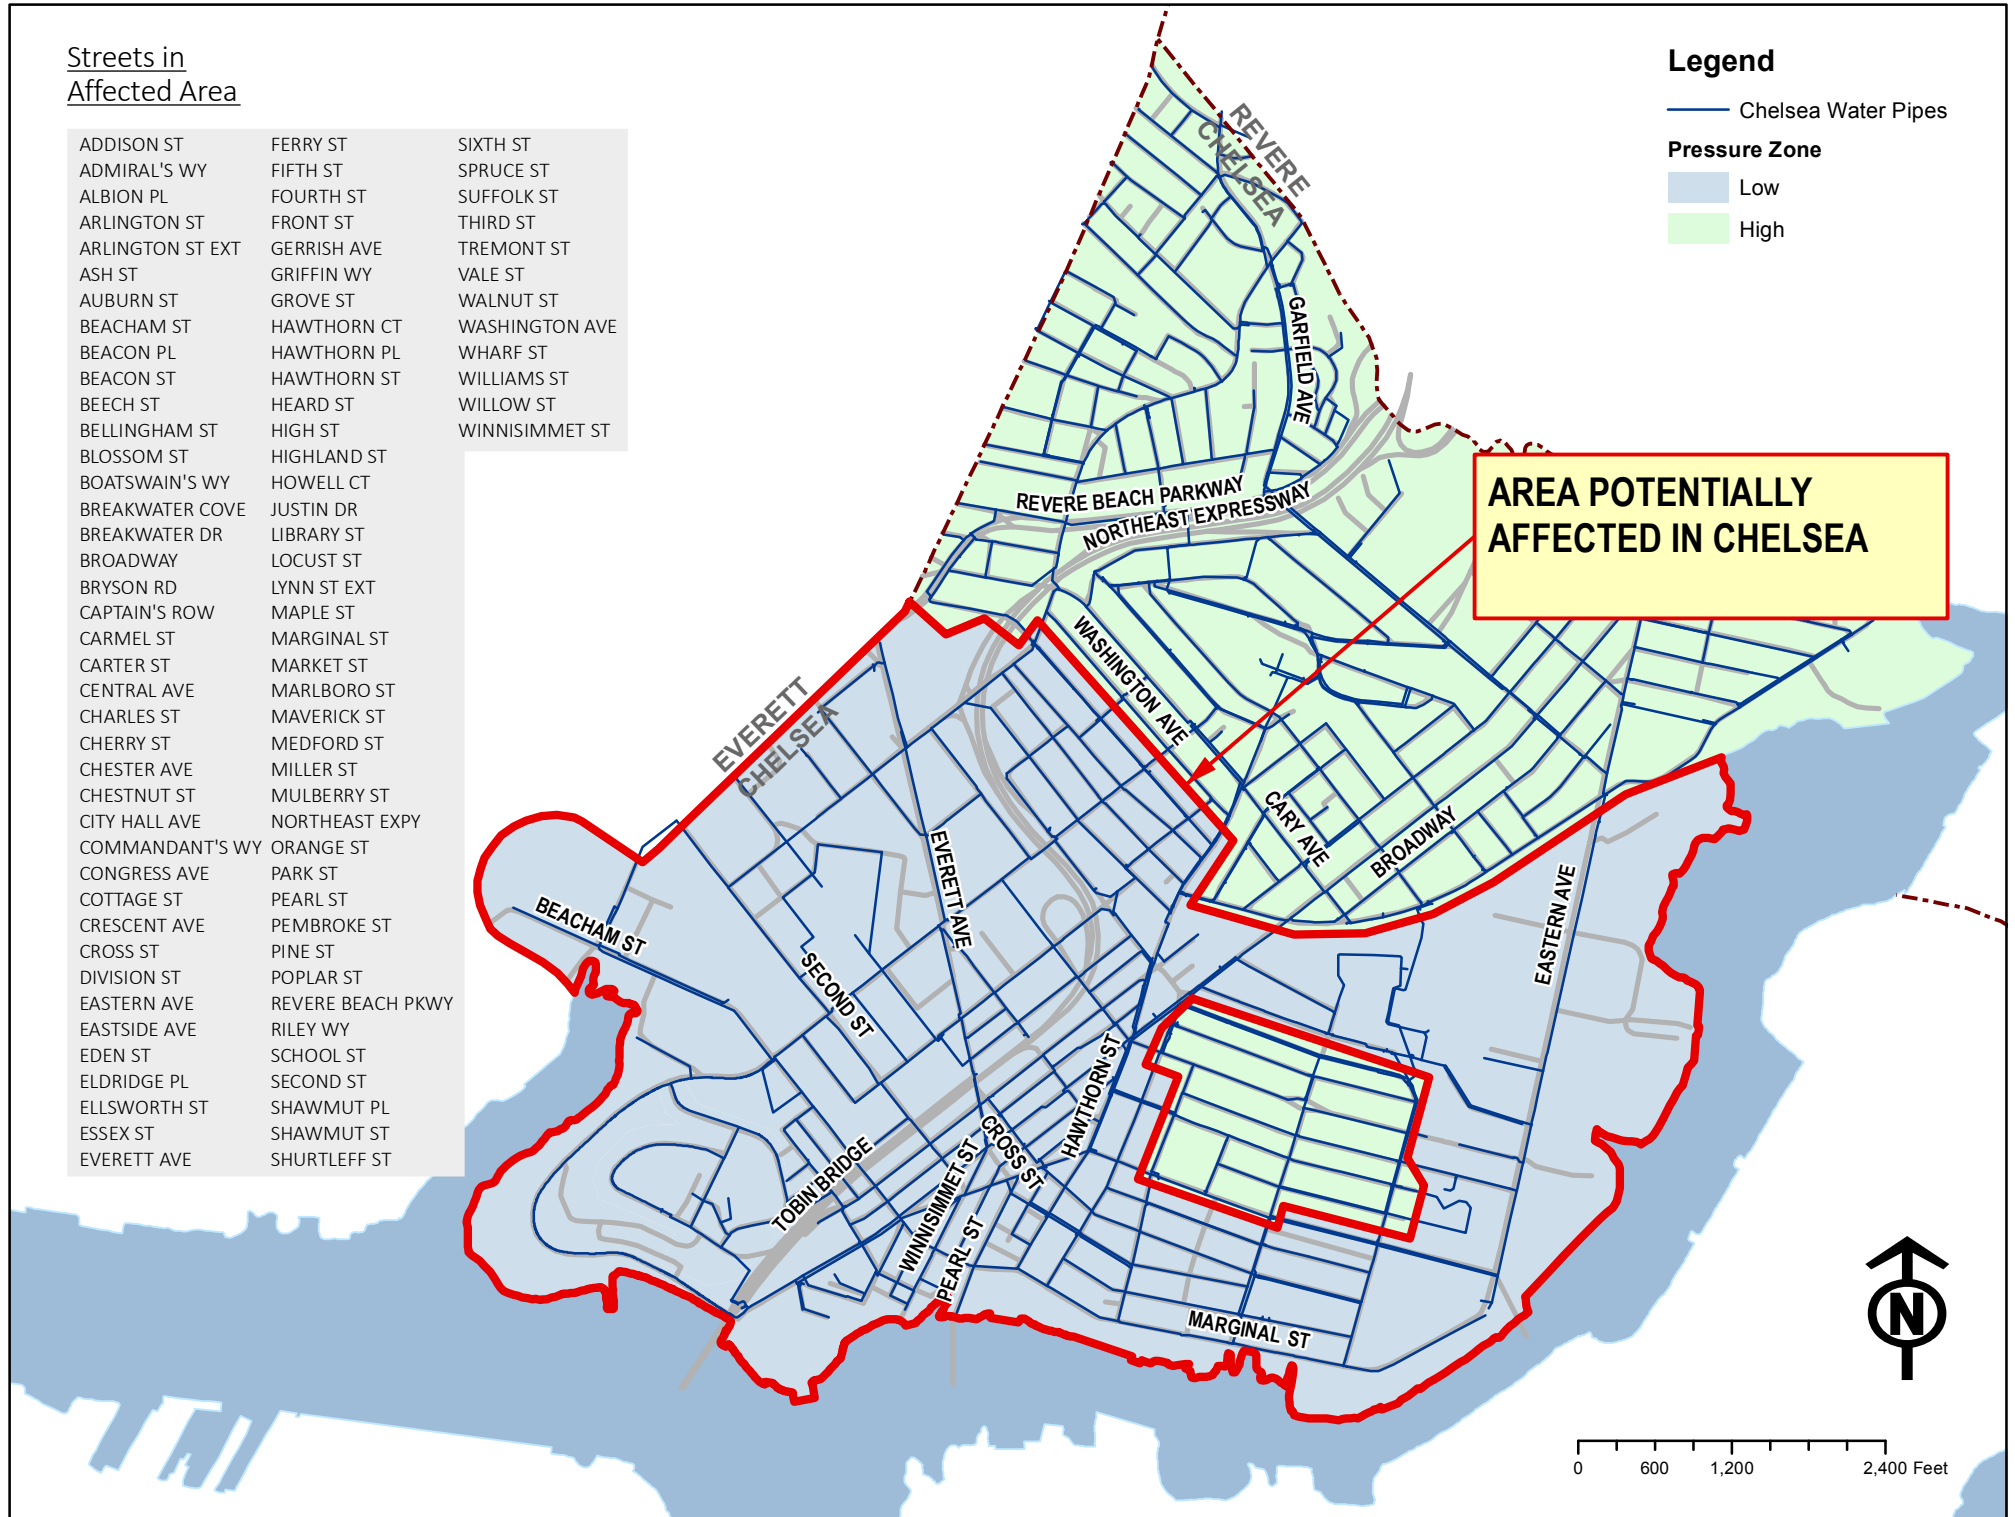 Streets in
Affected Area
ADDISON ST
ADMIRAL'S WY
ALBION PL
ARLINGTON ST
ARLINGTON ST EXT
ASH ST
AUBURN ST
BEACHAM ST
BEACON PL
BEACON ST
BEECH ST
BELLINGHAM ST
BLOSSOM ST
BOATSWAIN'S WY
BREAKWATER COVE
BREAKWATER DR
BROADWAY
BRYSON RD
CAPTAIN'S ROW
CARMEL ST
CARTER ST
CENTRAL AVE
CHARLES ST
CHERRY ST
CHESTER AVE
CHESTNUT ST
CITY HALL AVE
COMMANDANT'S WY
CONGRESS AVE
COTTAGE ST
CRESCENT AVE
CROSS ST
DIVISION ST
EASTERN AVE
EASTSIDE AVE
EDEN ST
ELDRIDGE PL
ELLSWORTH ST
ESSEX ST
EVERETT AVE
FERRY ST
FIFTH ST
FOURTH ST
FRONT ST
GERRISH AVE
GRIFFIN WY
GROVE ST
HAWTHORN CT
HAWTHORN PL
HAWTHORN ST
HEARD ST
HIGH ST
HIGHLAND ST
HOWELL CT
JUSTIN DR
LIBRARY ST
LOCUST ST
LYNN ST EXT
MAPLE ST
MARGINAL ST
MARKET ST
MARLBORO ST
MAVERICK ST
MEDFORD ST
MILLER ST
MULBERRY ST
NORTHEAST EXPY
ORANGE ST
PARK ST
PEARL ST
PEMBROKE ST
PINE ST
POPLAR ST
REVERE BEACH PKWY
RILEY WY
SCHOOL ST
SECOND ST
SHAWMUT PL
SHAWMUT ST
SHURTLEFF ST
SIXTH ST
SPRUCE ST
SUFFOLK ST
THIRD ST
TREMONT ST
VALE ST
WALNUT ST
WASHINGTON AVE
WHARF ST
WILLIAMS ST
WILLOW ST
WINNISIMMET ST
Legend
Chelsea Water Pipes
Pressure Zone
Low
High
REVERE
CHELSEA
GARFIELD AVE
REVERE BEACH PARKWAY
NORTHEAST EXPRESSWAY
AREA POTENTIALLY
AFFECTED IN CHELSEA
WASHINGTON AVE
EVERETT
CHELSEA
CARY AVE
BROADWAY
EVERETT AVE
EASTERN AVE
BEACHAM ST
SECOND ST
HAWTHORN ST
CROSS ST
TOBIN BRIDGE
WINNISIMMET ST
PEARL ST
MARGINAL ST
N
0 600 1,200 2,400 Feet